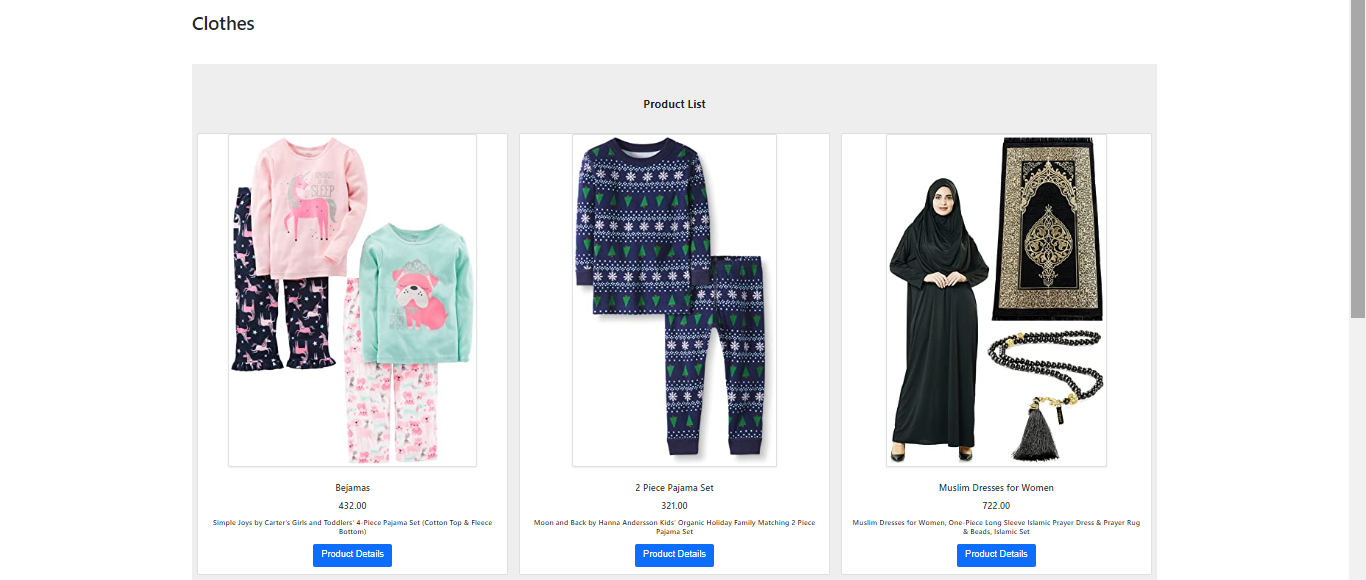 Clothes
Product List
SLEEP
Bejamas
432.00
Simple Joys by Carter's Girls and Toddlers' 4-Piece Pajama Set (Cotton Top & Fleece
Bottom)
Product Details
2 Piece Pajama Set
321.00
Moon and Back by Hanna Andersson Kids' Organic Holiday Family Matching 2 Piece
Pajama Set
Product Details
Muslim Dresses for Women
722.00
Muslim Dresses for Women, One-Piece Long Sleeve Islamic Prayer Dress & Prayer Rug
& Beads, Islamic Set
Product Details